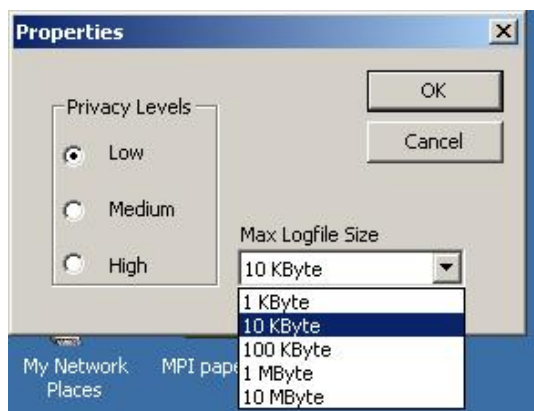 Properties
OK
Privacy Levels
Cancel
Low
Medium
High
Max Logfile Size
10 KByte
1 KByte
10 KByte
100 KByte
1 MByte
10 MByte
My Network
Places
MPI